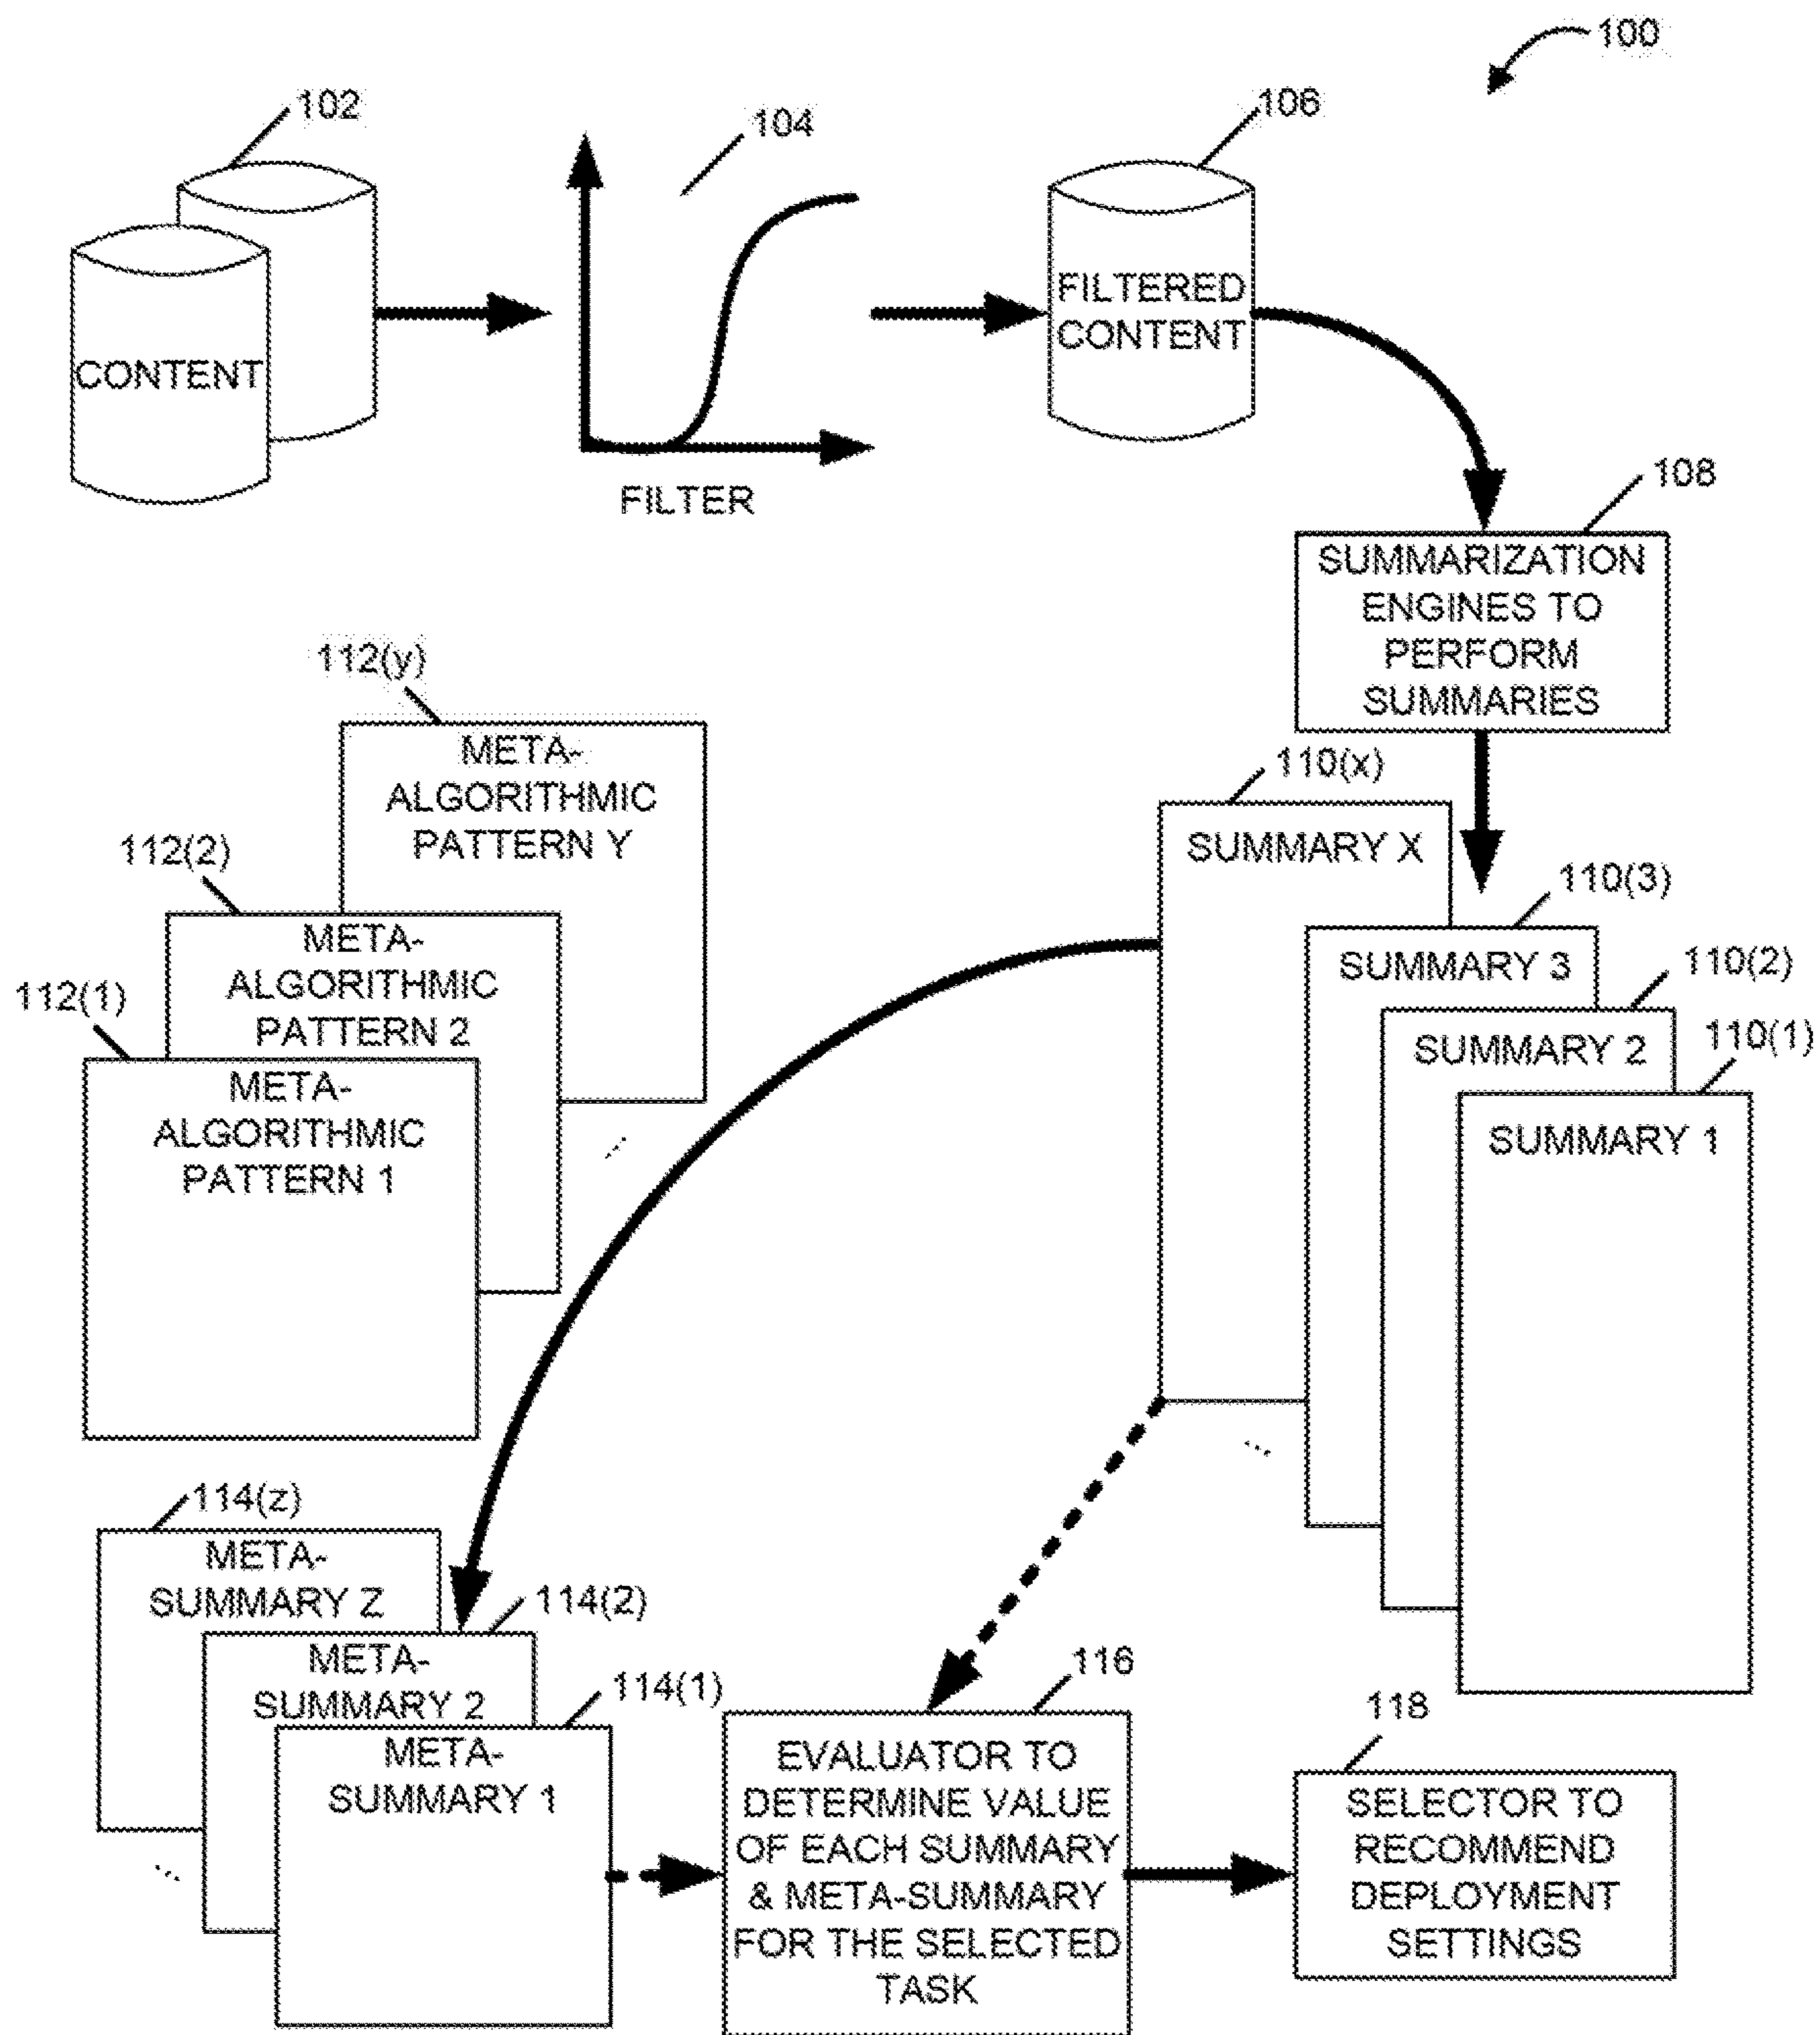 100
102
104
106
CONTENT
FILTER
FILTERED
CONTENT
108
SUMMARIZATION
ENGINES TO
PERFORM
SUMMARIES
112(y)
META-
ALGORITHMIC
PATTERN Y
112(2)
META-
ALGORITHMIC
PATTERN 2
112(1)
META-
ALGORITHMIC
PATTERN 1
...
110(x)
SUMMARY X
110(3)
SUMMARY 3
110(2)
SUMMARY 2
110(1)
SUMMARY 1
...
114(z)
META-
SUMMARY Z
114(2)
META-
SUMMARY 2
114(1)
META-
SUMMARY 1
...
116
EVALUATOR TO
DETERMINE VALUE
OF EACH SUMMARY
& META-SUMMARY
FOR THE SELECTED
TASK
118
SELECTOR TO
RECOMMEND
DEPLOYMENT
SETTINGS